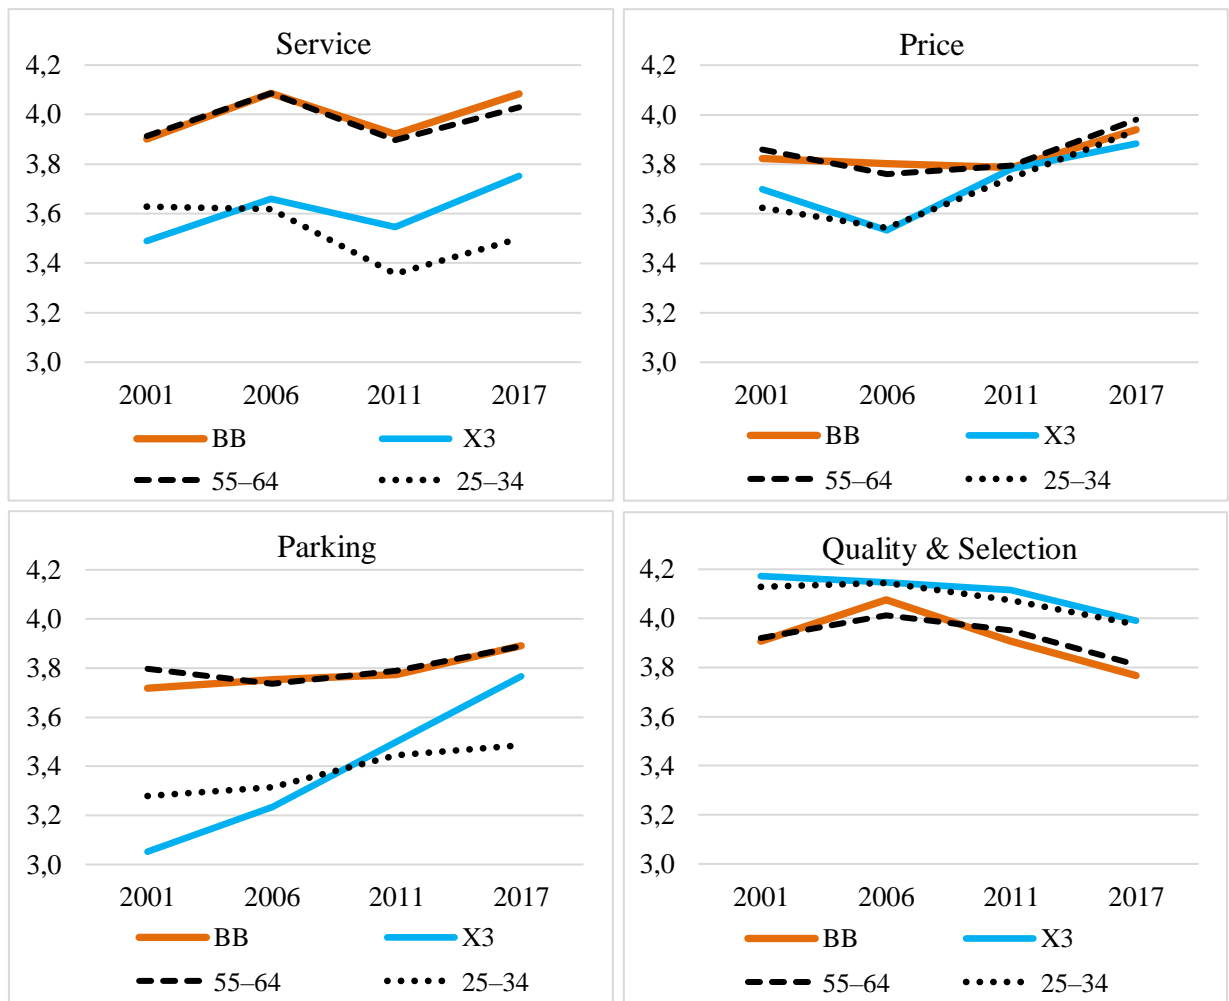 Service
4,2
4,0
3,8
3,6
3,4
3,2
3,0
2001 2006 2011 2017
BB X3
55–64 25–34
Price
4,2
4,0
3,8
3,6
3,4
3,2
3,0
2001 2006 2011 2017
BB X3
55–64 25–34
Parking
4,2
4,0
3,8
3,6
3,4
3,2
3,0
2001 2006 2011 2017
BB X3
55–64 25–34
Quality & Selection
4,2
4,0
3,8
3,6
3,4
3,2
3,0
2001 2006 2011 2017
BB X3
55–64 25–34